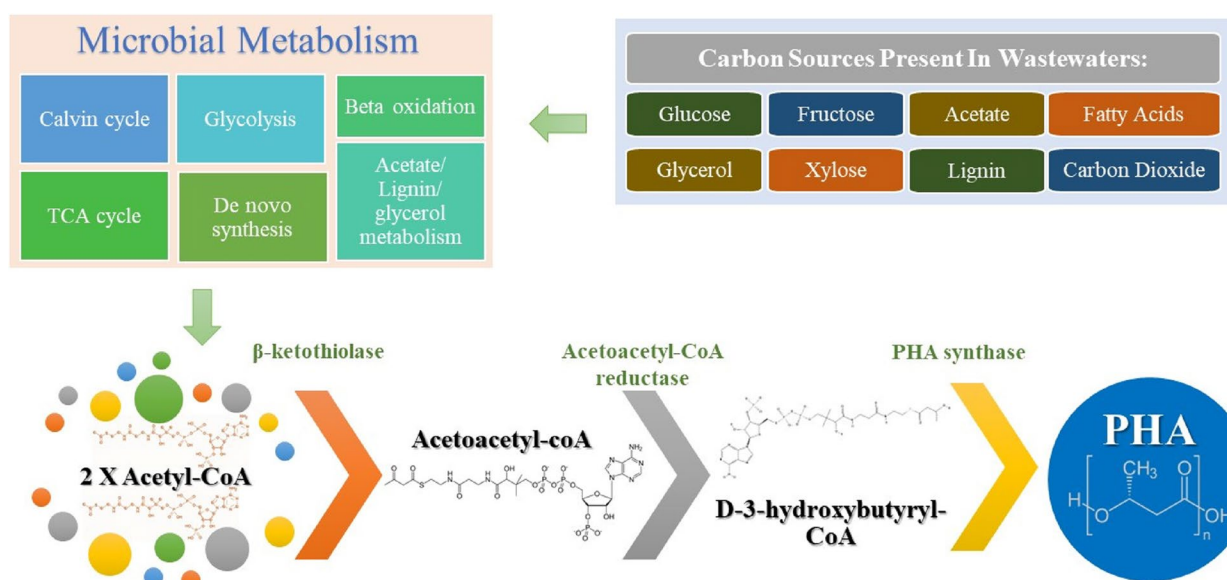 Microbial Metabolism
Calvin cycle
Glycolysis
Beta oxidation
TCA cycle
De novo
synthesis
Acetate/
Lignin/
glycerol
metabolism
Carbon Sources Present In Wastewaters:
Glucose
Fructose
Acetate
Fatty Acids
Glycerol
Xylose
Lignin
Carbon Dioxide
β-ketothiolase
Acetoacetyl-CoA
reductase
PHA synthase
2 X Acetyl-CoA
Acetoacetyl-coA
D-3-hydroxybutyryl-
CoA
PHA
CH₃
O
H
O
OH
n